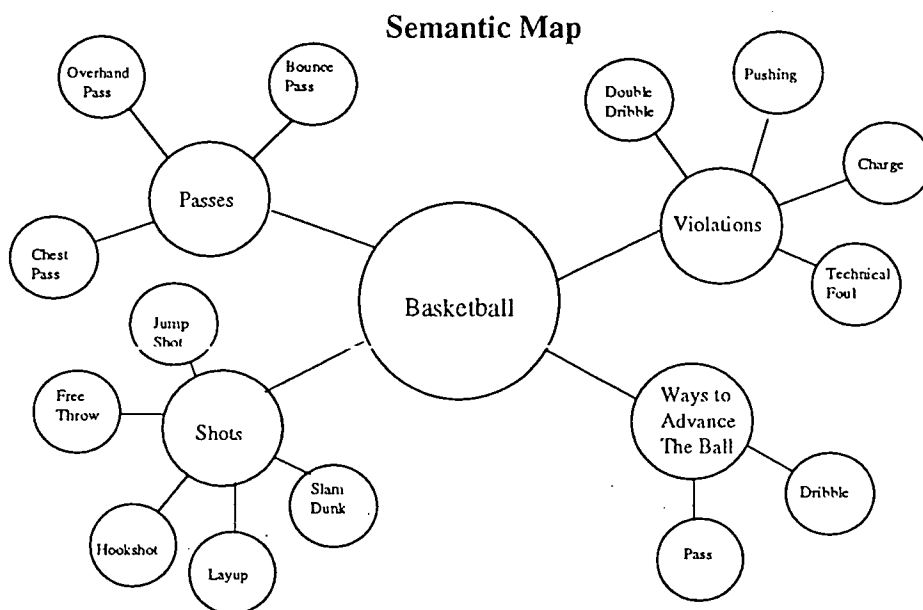 Semantic Map
Overhand
Pass
Bounce
Pass
Passes
Chest
Pass
Double
Dribble
Pushing
Charge
Violations
Technical
Foul
Basketball
Jump
Shot
Free
Throw
Shots
Slam
Dunk
Hookshot
Layup
Ways to
Advance
The Ball
Dribble
Pass